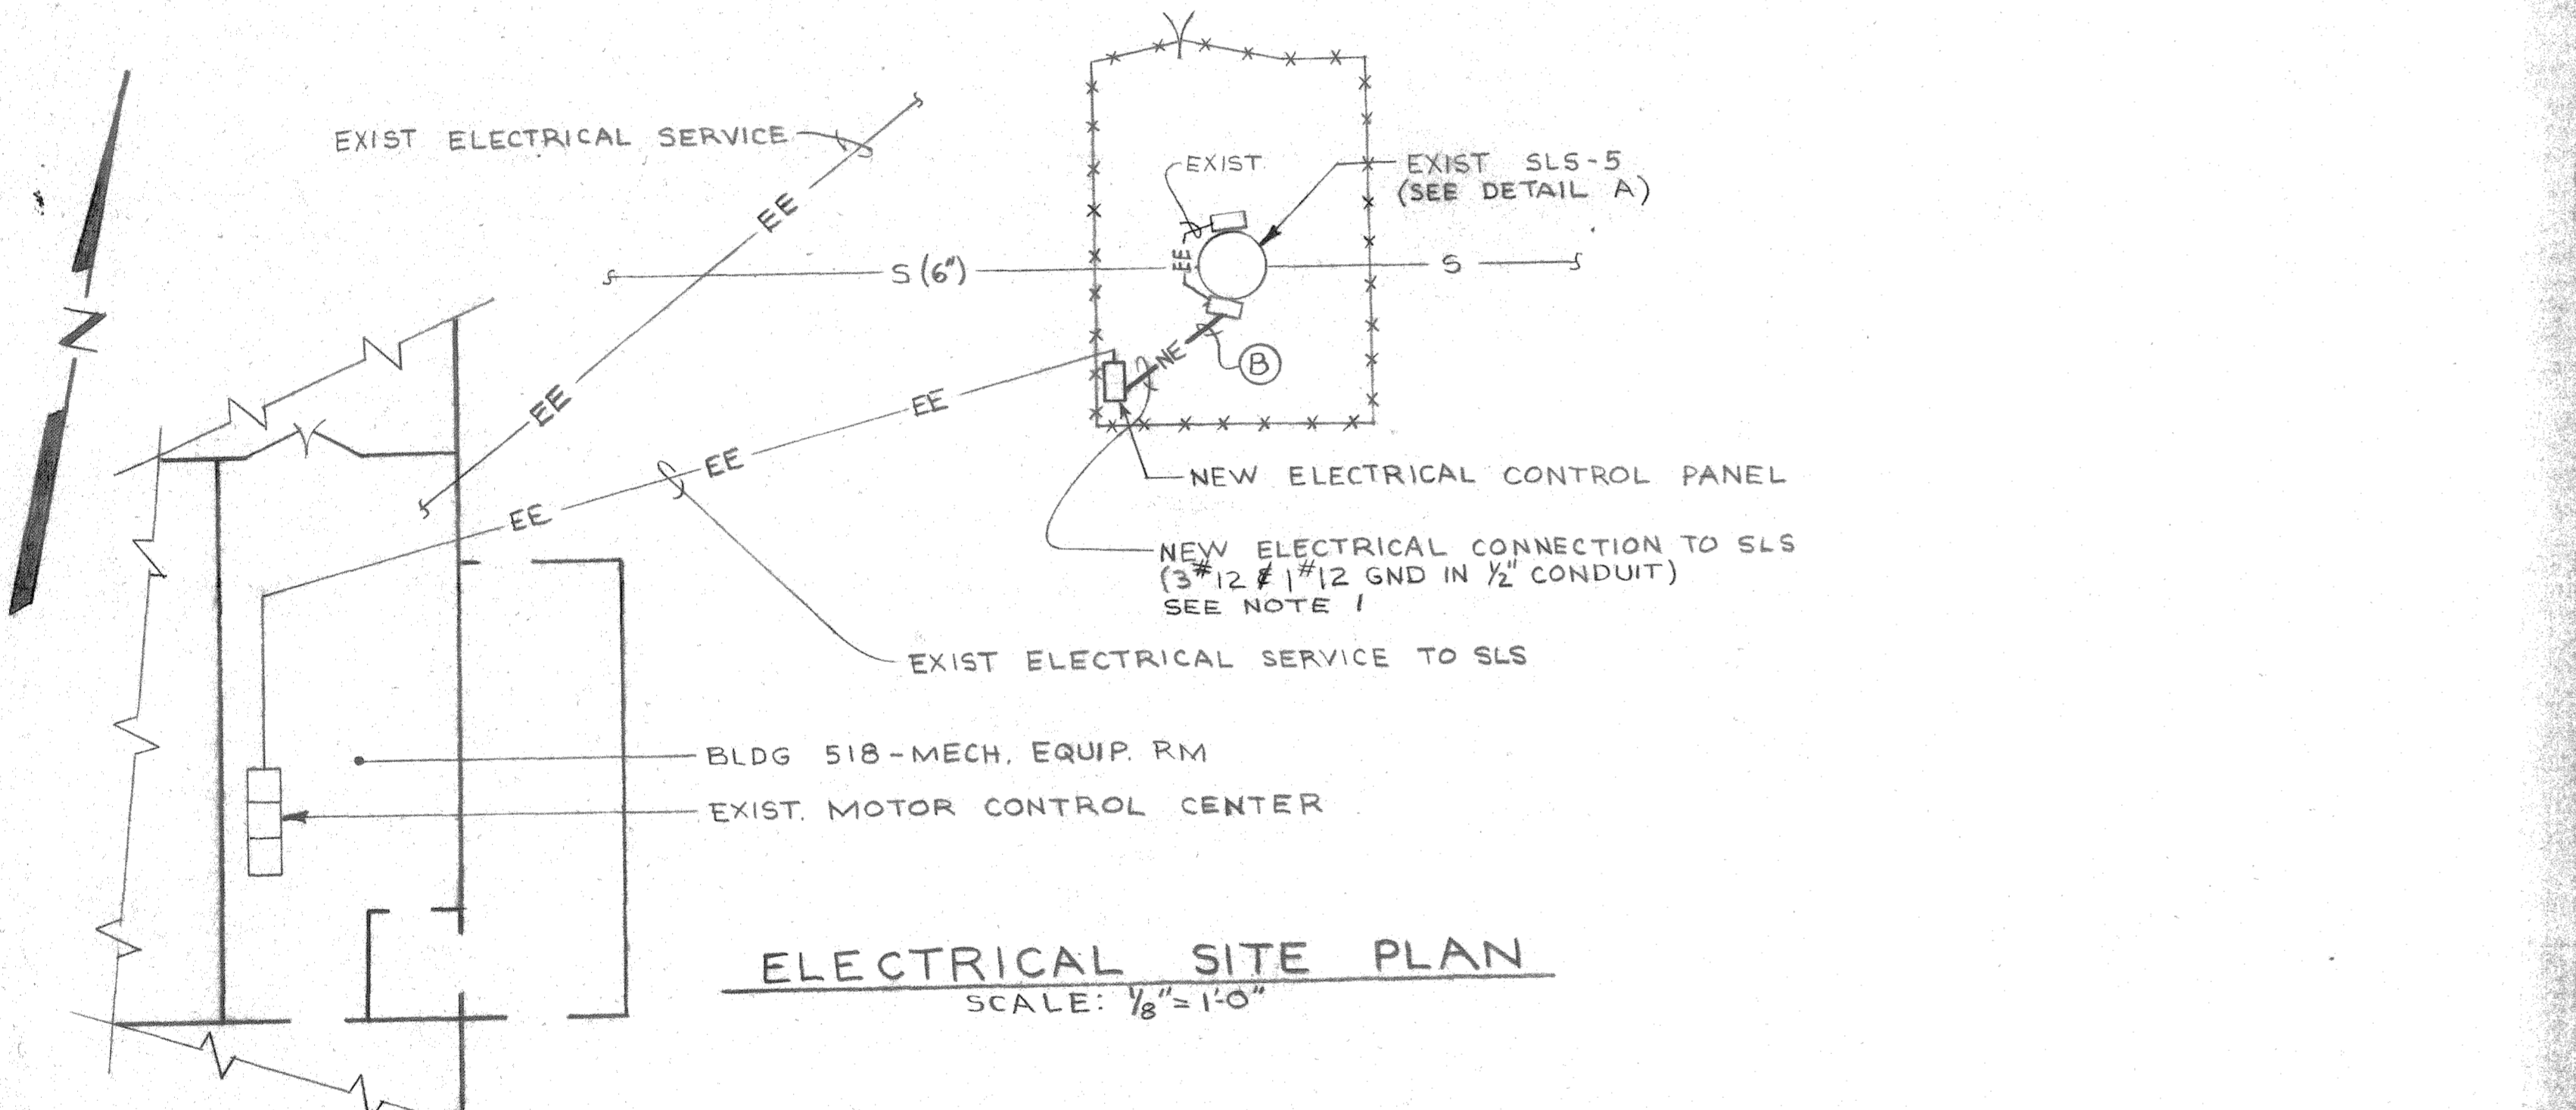 EXIST ELECTRICAL SERVICE
EXIST.
EXIST SLS-5
(SEE DETAIL A)
EE
EE
S (6")
S
N
NE
B
EE
EE
EE
EE
NEW ELECTRICAL CONTROL PANEL
NEW ELECTRICAL CONNECTION TO SLS
(3#12 & 1#12 GND IN 1/2" CONDUIT)
SEE NOTE 1
EXIST ELECTRICAL SERVICE TO SLS
BLDG 518-MECH. EQUIP. RM
EXIST. MOTOR CONTROL CENTER
ELECTRICAL SITE PLAN
SCALE: 1/8"=1'-0"